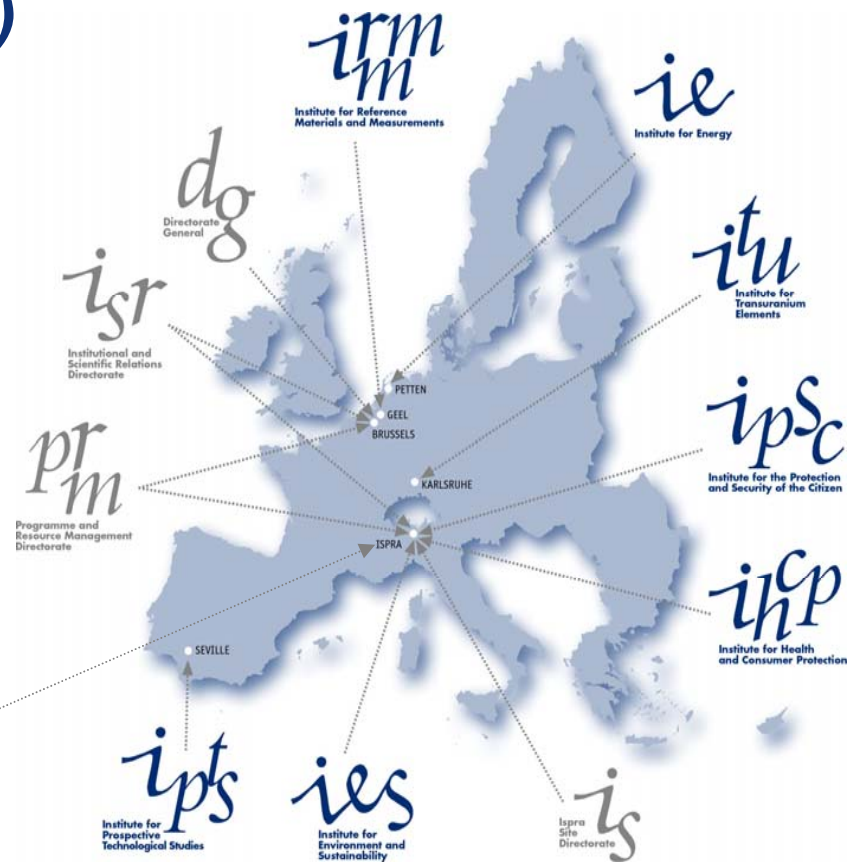 )
irmm
Institute for Reference
Materials and Measurements
ie
Institute for Energy
dg
Directorate
General
itu
Institute for
Transuranium
Elements
isr
Institutional and
Scientific Relations
Directorate
PETTEN
GEEL
BRUSSELS
ipsc
Institute for the Protection
and Security of the Citizen
prm
Programme and
Resource Management
Directorate
KARLSRUHE
ISPRA
ihcp
Institute for Health
and Consumer Protection
SEVILLE
ipts
Institute for
Prospective
Technological Studies
ies
Institute for
Environment and
Sustainability
is
Ispra
Site
Directorate